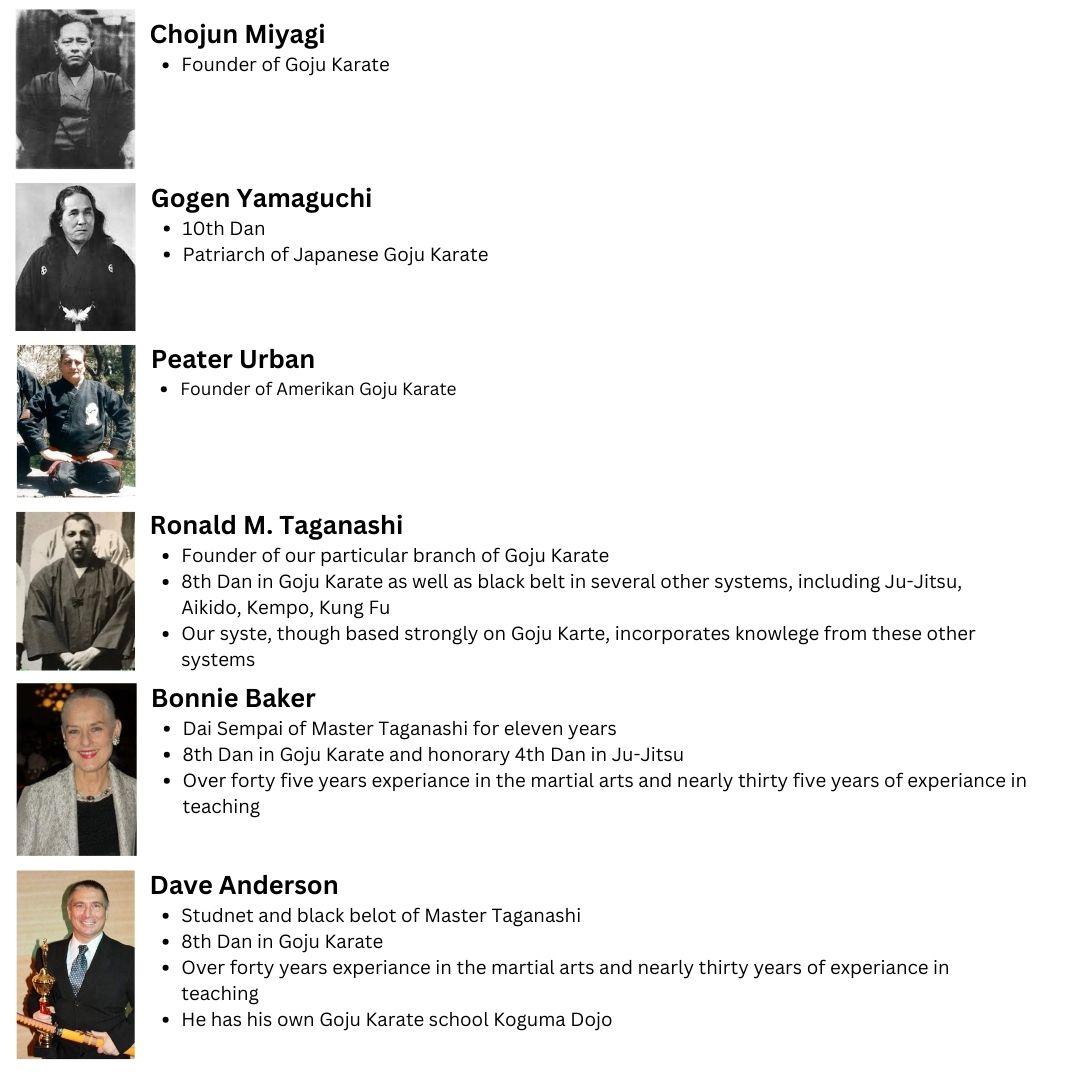 Chojun Miyagi
• Founder of Goju Karate
Gogen Yamaguchi
• 10th Dan
• Patriarch of Japanese Goju Karate
Peater Urban
• Founder of Amerikan Goju Karate
Ronald M. Taganashi
• Founder of our particular branch of Goju Karate
• 8th Dan in Goju Karate as well as black belt in several other systems, including Ju-Jitsu,
Aikido, Kempo, Kung Fu
• Our syste, though based strongly on Goju Karte, incorporates knowlege from these other
systems
Bonnie Baker
• Dai Sempai of Master Taganashi for eleven years
• 8th Dan in Goju Karate and honorary 4th Dan in Ju-Jitsu
• Over forty five years experiance in the martial arts and nearly thirty five years of experiance in
teaching
Dave Anderson
• Studnet and black belot of Master Taganashi
• 8th Dan in Goju Karate
• Over forty years experiance in the martial arts and nearly thirty years of experiance in
teaching
• He has his own Goju Karate school Koguma Dojo